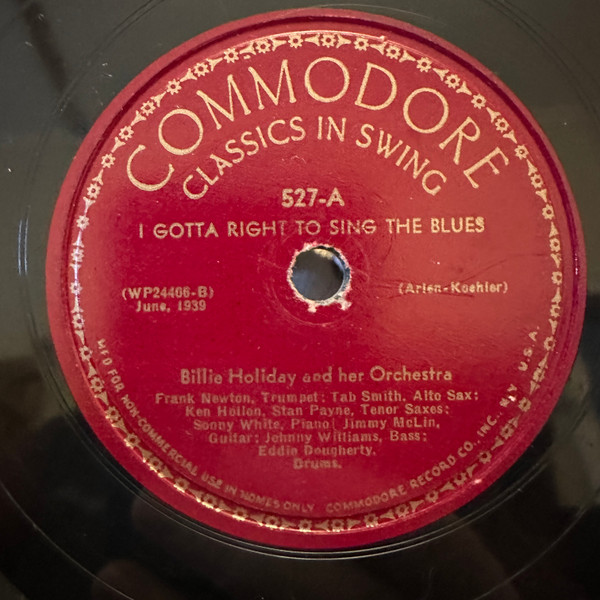 COMMODORE
CLASSICS IN SWING
527-A
I GOTTA RIGHT TO SING THE BLUES
(WP24406-B)
June, 1939
(Arlen-Koehler)
Billie Holiday and her Orchestra
Frank Newton, Trumpet: Tab Smith, Alto Sax:
Ken Hollon, Stan Payne, Tenor Saxes:
Sonny White, Piano: Jimmy McLin,
Guitar: Johnny Williams, Bass:
Eddie Dougherty,
Drums.
MFD FOR NON-COMMERCIAL USE IN HOMES ONLY COMMODORE RECORD CO., INC., N.Y. U.S.A.